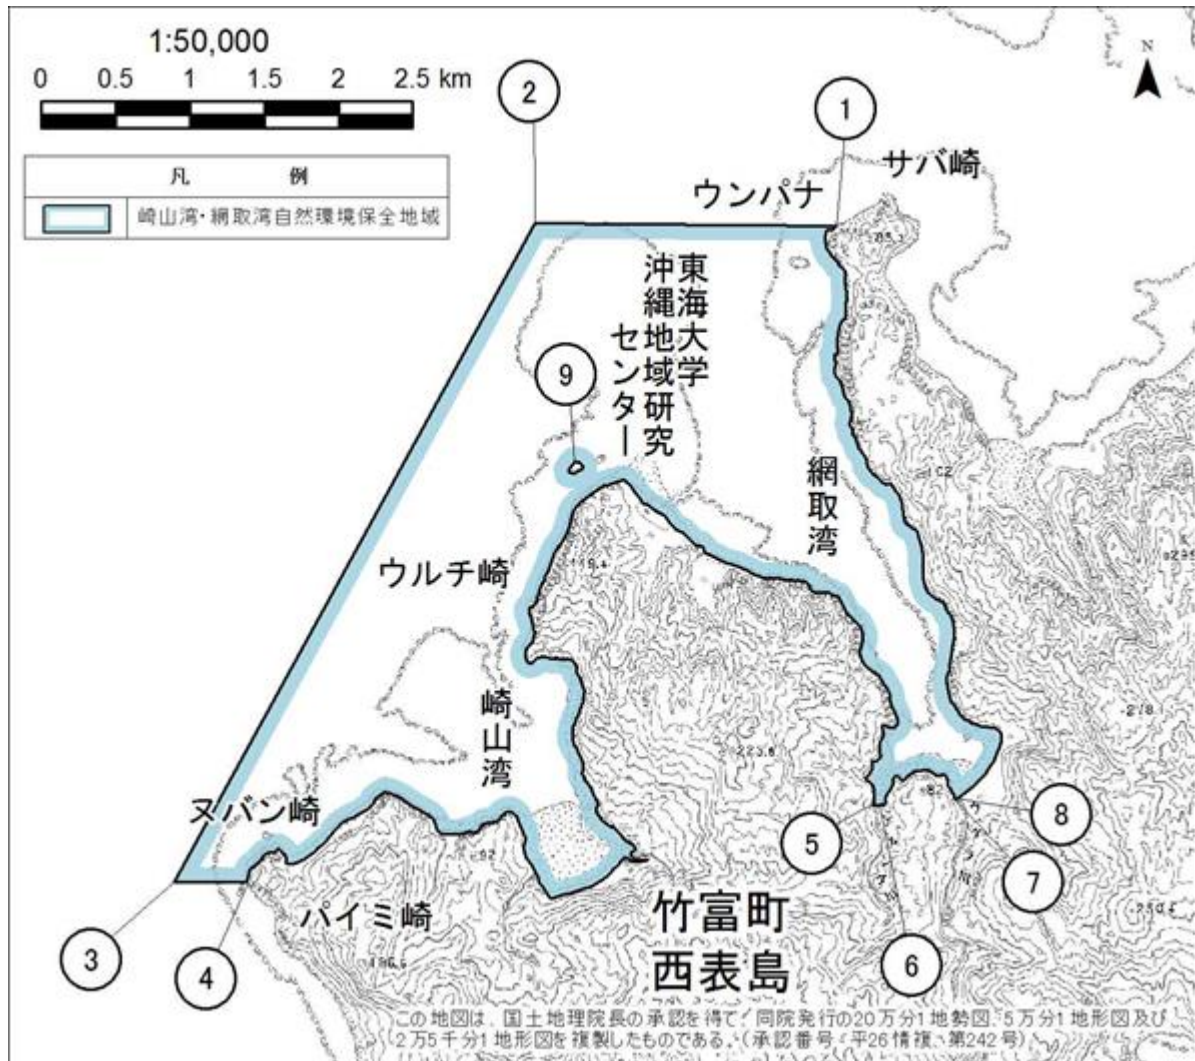 1:50,000
0 0.5 1 1.5 2 2.5 km
凡 例
崎山湾・網取湾自然環境保全地域
N
2
1
サバ崎
ウンパナ
東海大学
沖縄地域研究
センター
9
網取湾
ウルチ崎
崎山湾
ヌバン崎
パイミ崎
3
4
5
6
7
8
竹富町
西表島
102
92
223.8
この地図は、国土地理院長の承認を得て、同院発行の20万分1地勢図、5万分1地形図及び
2万5千分1地形図を複製したものである。(承認番号 平26情複、第242号)